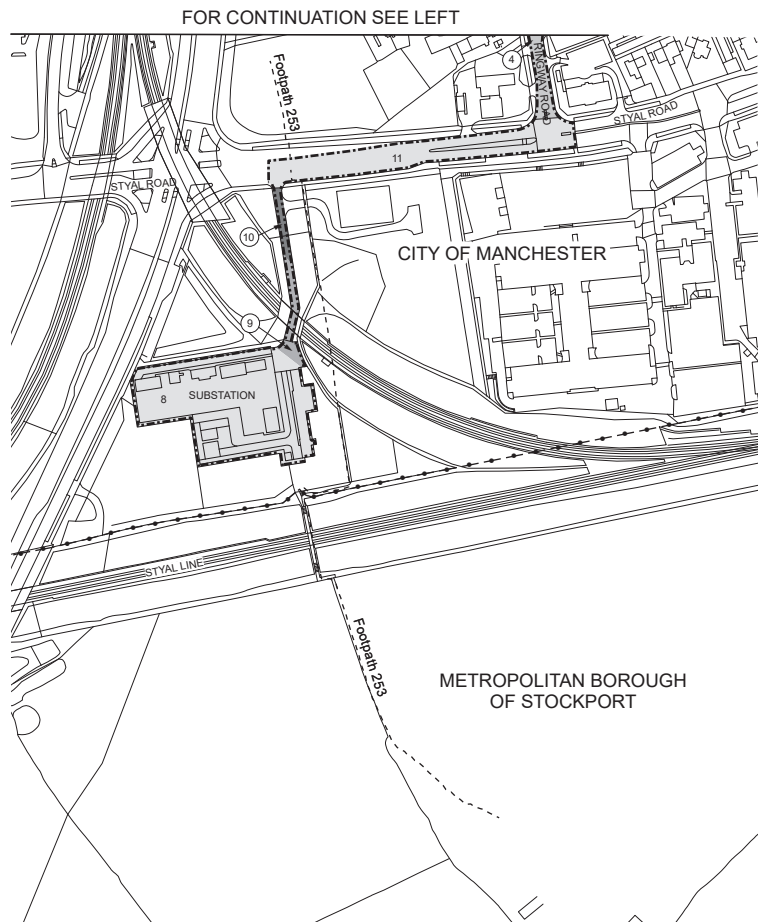 FOR CONTINUATION SEE LEFT
Footpath 253
4
RINGWAY ROAD
STYAL ROAD
11
STYAL ROAD
10
CITY OF MANCHESTER
9
8
SUBSTATION
STYAL LINE
Footpath 253
METROPOLITAN BOROUGH
OF STOCKPORT